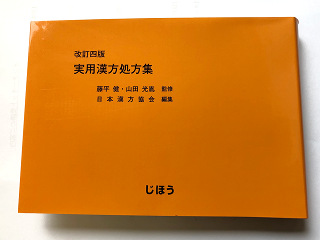 改訂四版
実用漢方処方集
藤平 健・山田 光胤 監修
日本漢方協会 編集
じほう